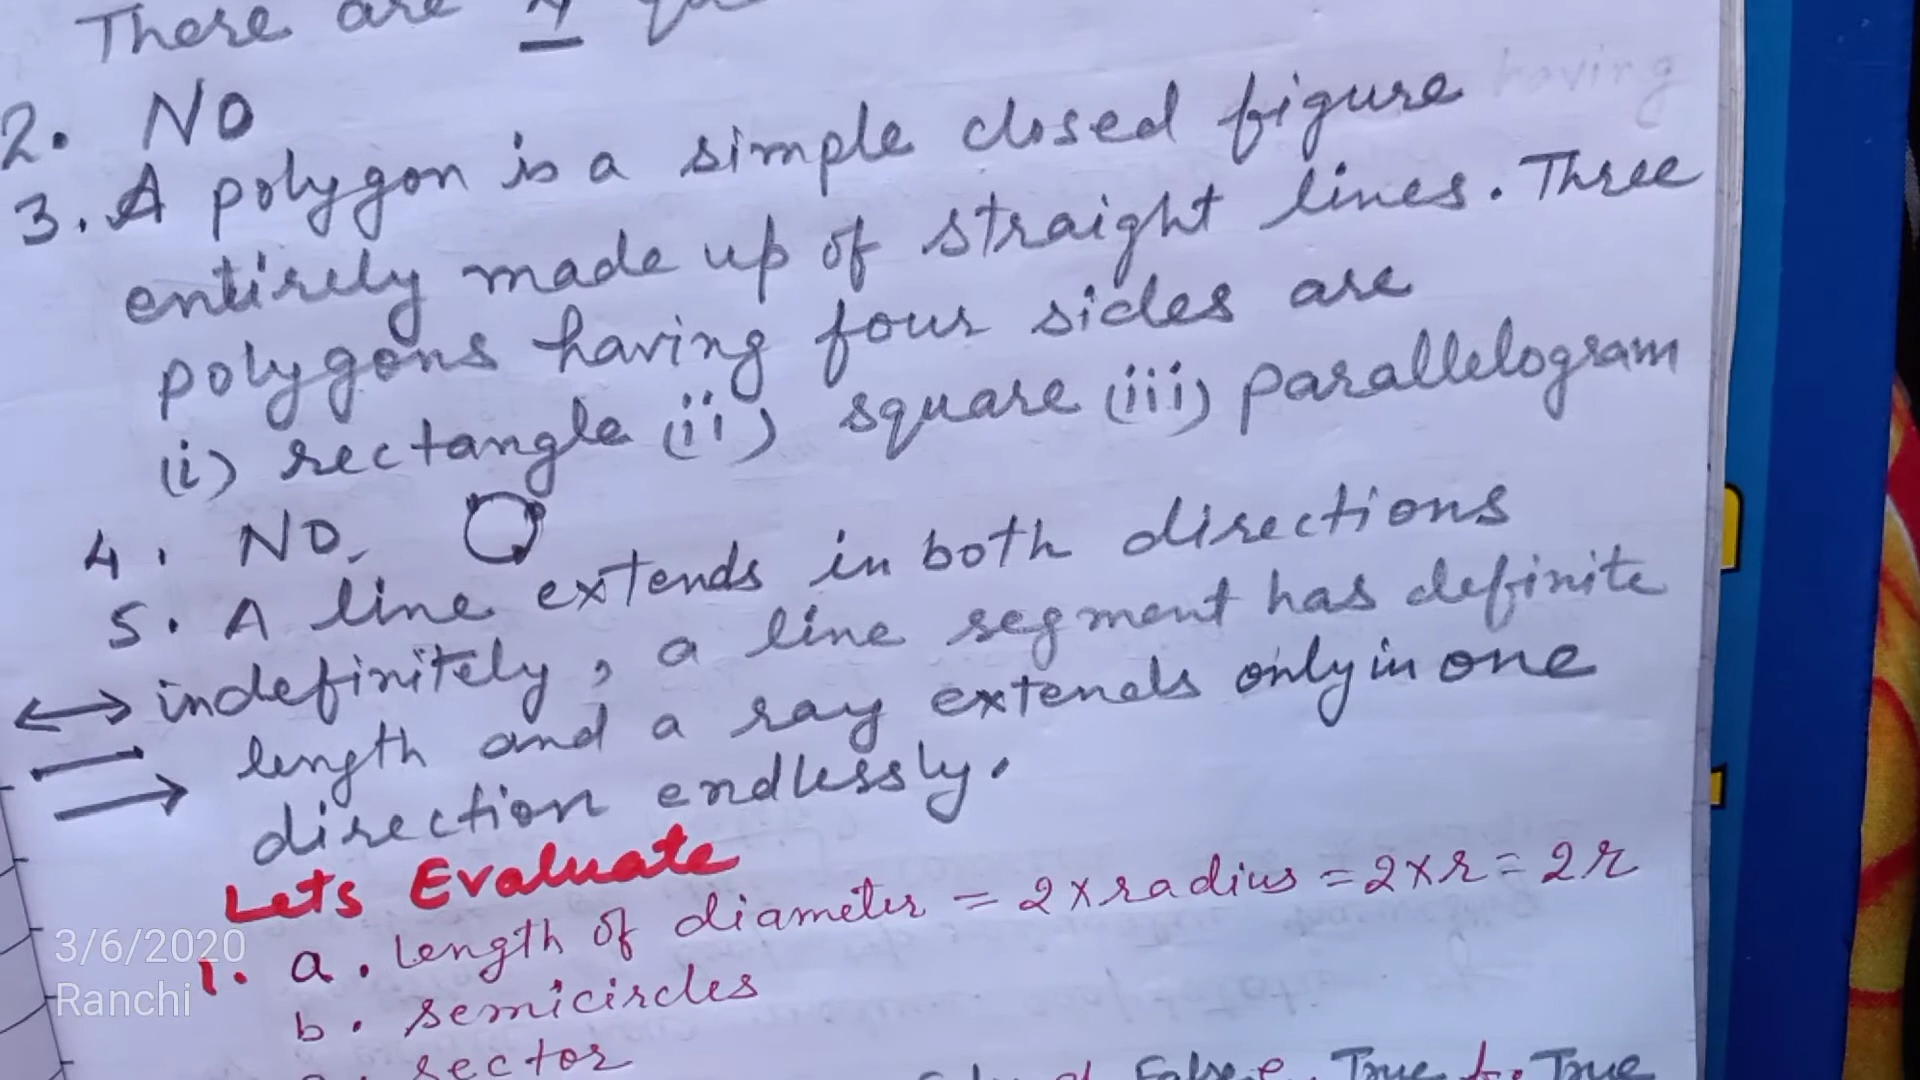 There are 4
2. NO
3. A polygon is a simple closed figure having
entirely made up of straight lines. Three
polygons having four sides are
(i) rectangle (ii) square (iii) parallelogram
4. NO.
5. A line extends in both directions
indefinitely, a line segment has definite
length and a ray extends only in one
direction endlessly.
Lets Evaluate
1. a. Length of diameter = 2 × radius = 2 × r = 2r
b. semicircles
sector
False e. True f. True
3/6/2020
Ranchi